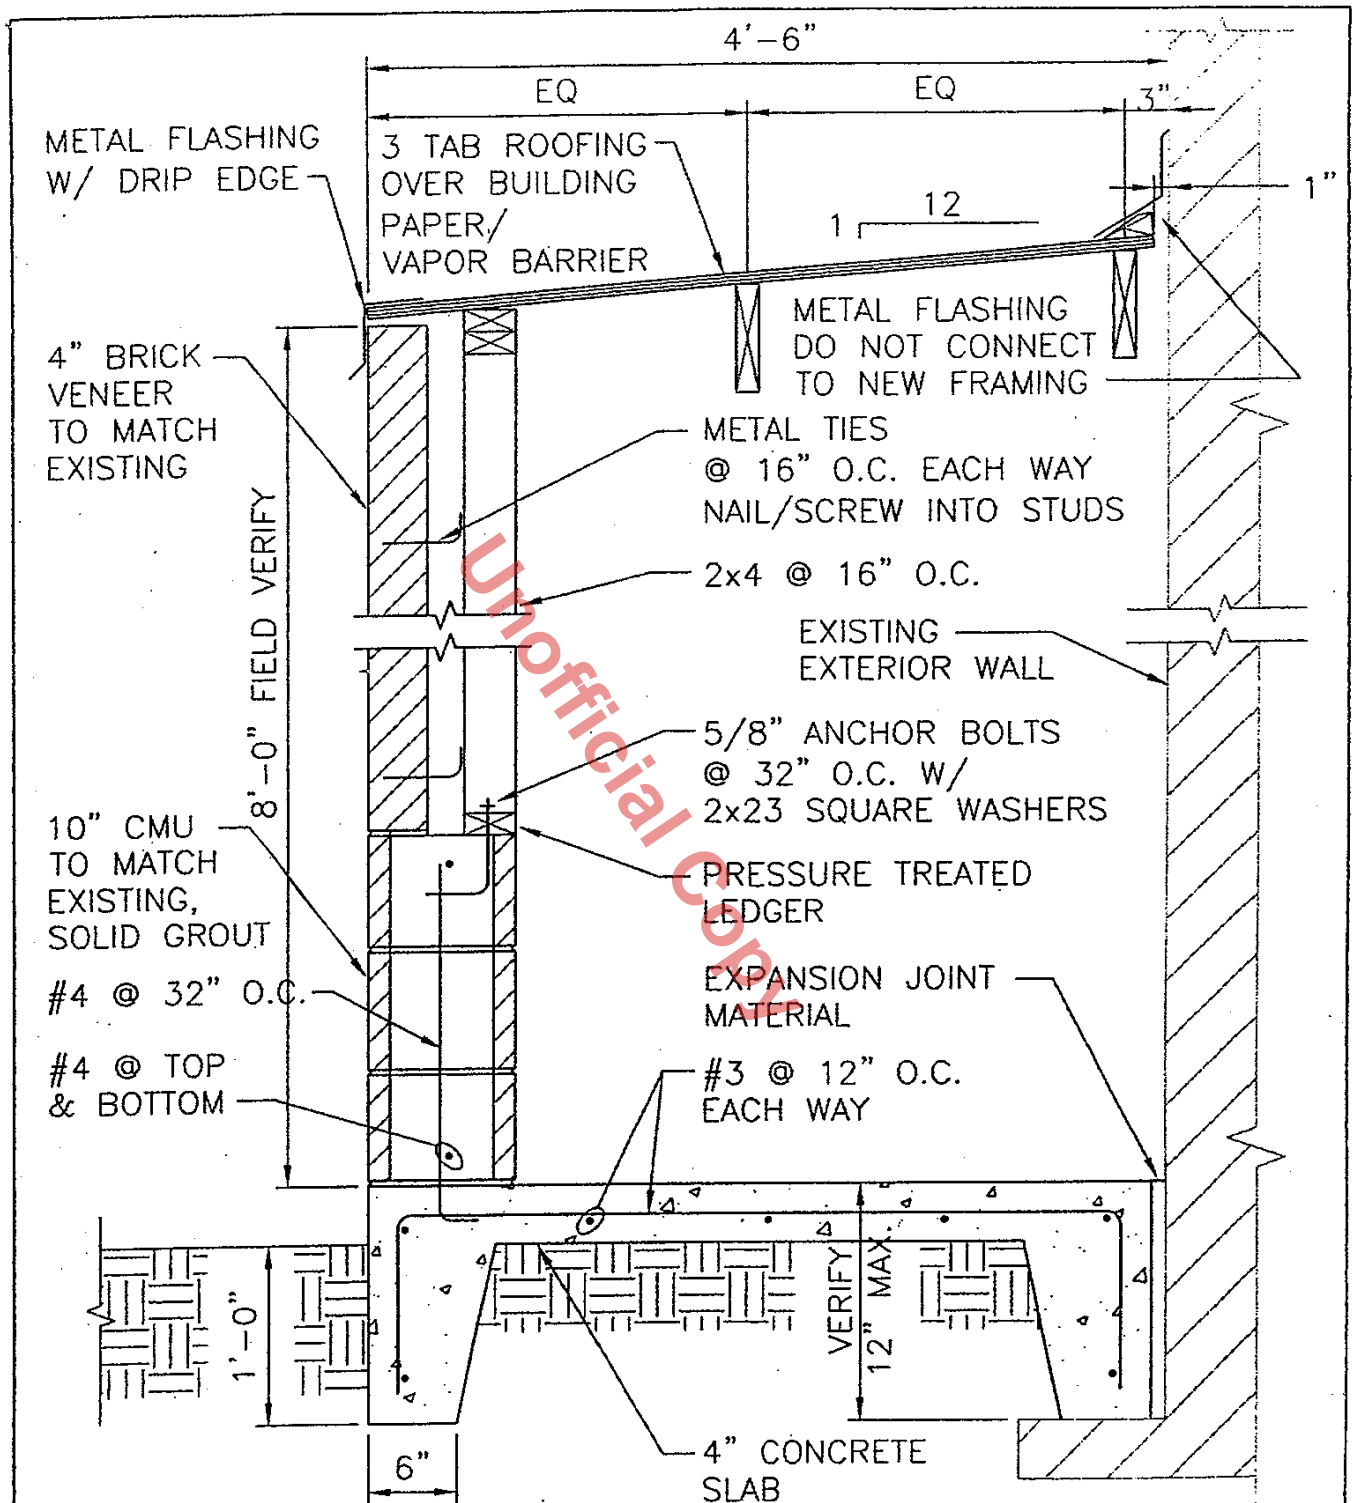 4'-6"
EQ
EQ
3"
METAL FLASHING
W/ DRIP EDGE
3 TAB ROOFING
OVER BUILDING
PAPER/
VAPOR BARRIER
1
12
1"
METAL FLASHING
DO NOT CONNECT
TO NEW FRAMING
4" BRICK
VENEER
TO MATCH
EXISTING
METAL TIES
@ 16" O.C. EACH WAY
NAIL/SCREW INTO STUDS
2x4 @ 16" O.C.
8'-0" FIELD VERIFY
EXISTING
EXTERIOR WALL
5/8" ANCHOR BOLTS
@ 32" O.C. W/
2x23 SQUARE WASHERS
10" CMU
TO MATCH
EXISTING,
SOLID GROUT
PRESSURE TREATED
LEDGER
#4 @ 32" O.C.
EXPANSION JOINT
MATERIAL
#4 @ TOP
& BOTTOM
#3 @ 12" O.C.
EACH WAY
VERIFY
12" MAX.
1'-0"
6"
4" CONCRETE
SLAB
Unofficial Copy